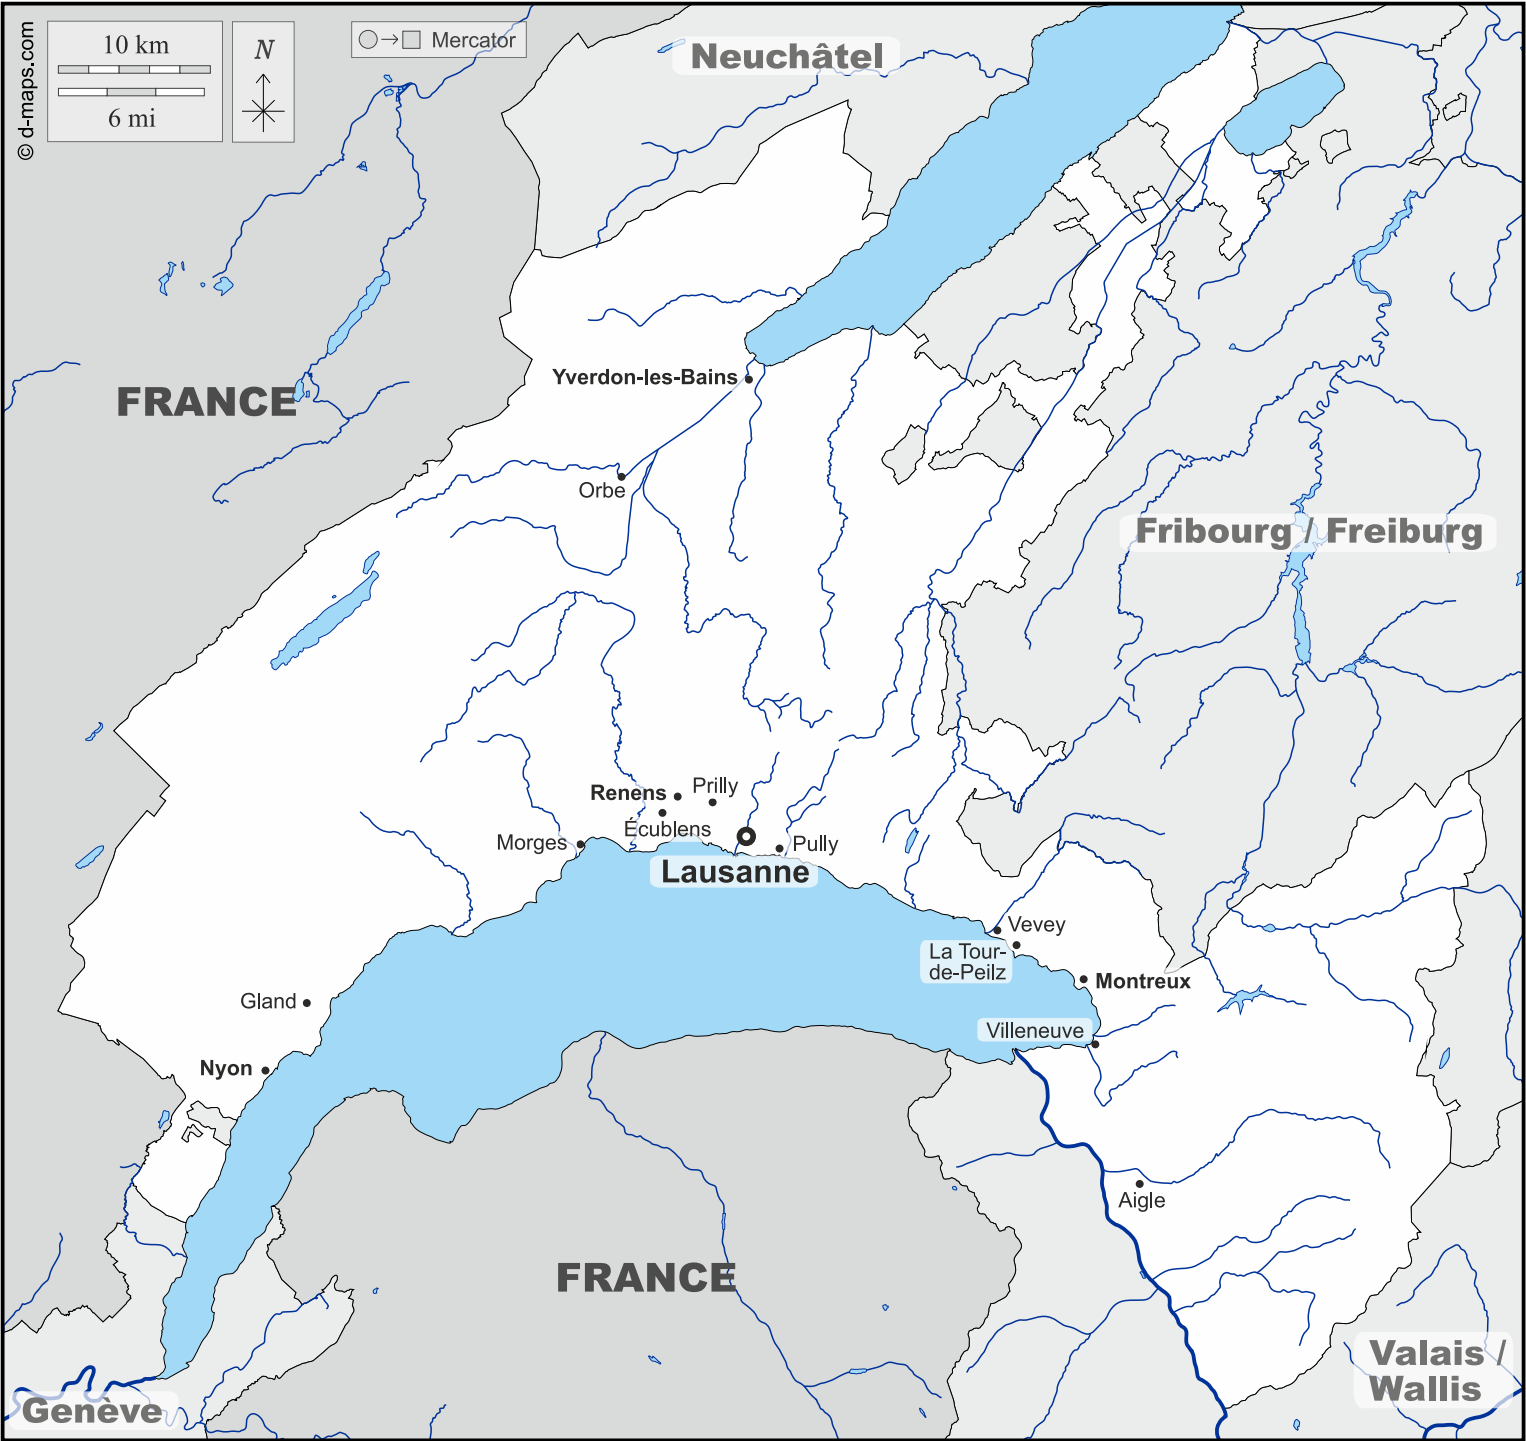 © d-maps.com
10 km
6 mi
N
Mercator
Neuchâtel
FRANCE
Yverdon-les-Bains
Orbe
Fribourg / Freiburg
Renens
Prilly
Écublens
Morges
Pully
Lausanne
Vevey
La Tour-
de-Peilz
Montreux
Gland
Villeneuve
Nyon
Aigle
FRANCE
Valais /
Wallis
Genève